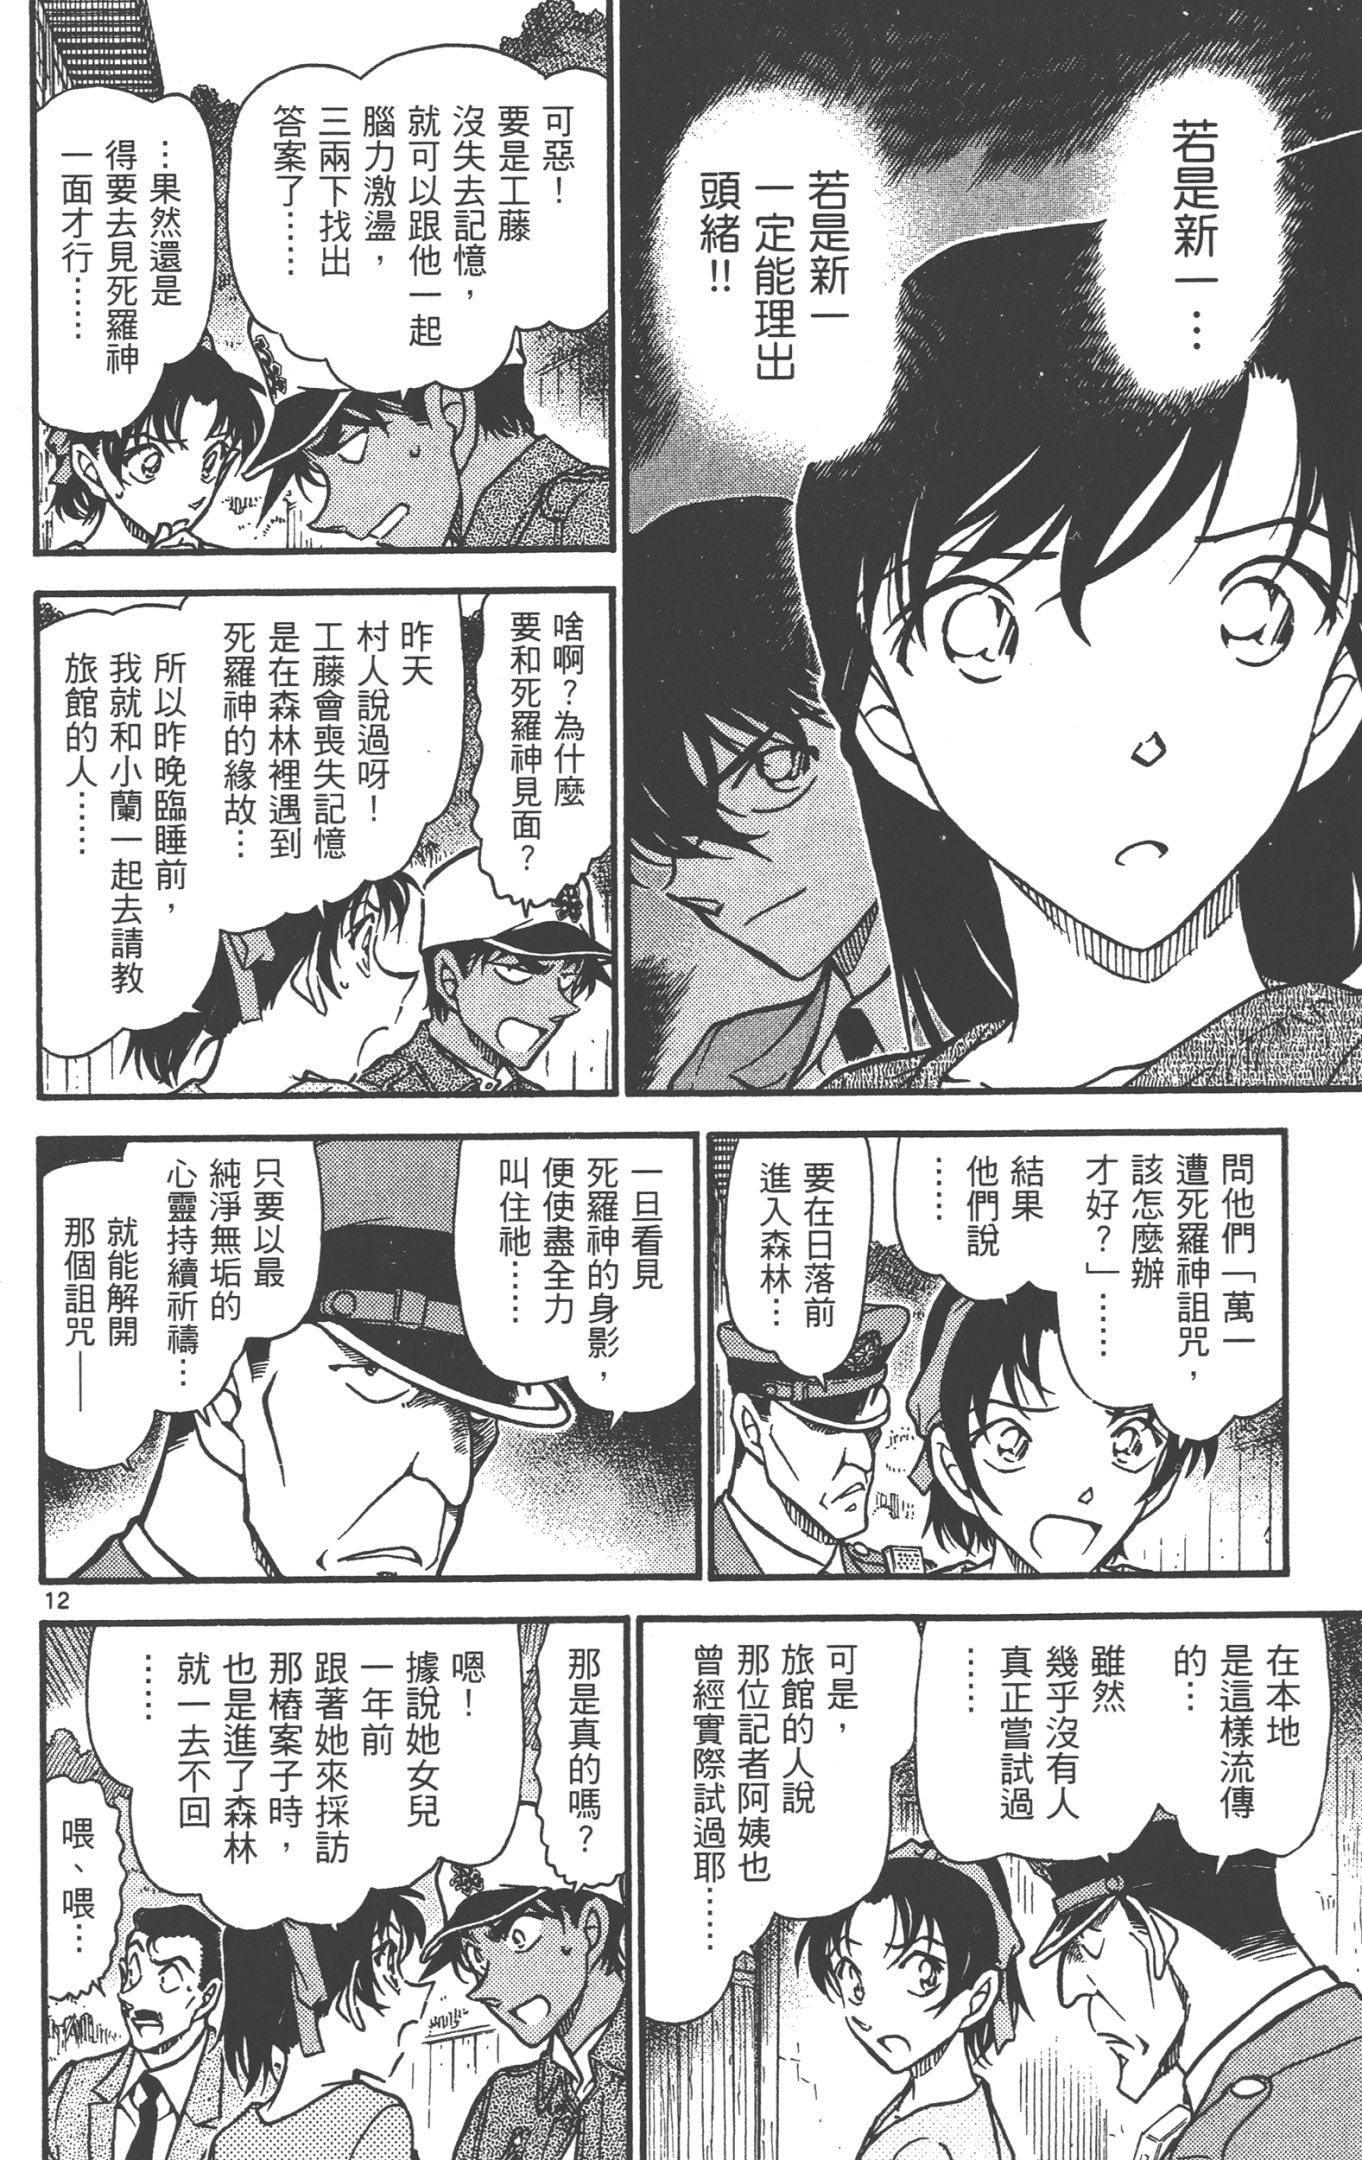 若是新一…
若是新一
一定能理出
頭緒!!
可惡！
要是工藤
沒失去記憶，
就可以跟他一起
腦力激盪，
三兩下找出
答案了……
…果然還是
得要去見死羅神
一面才行……
啥啊？為什麼
要和死羅神見面？
昨天
村人說過呀！
工藤會喪失記憶
是在森林裡遇到
死羅神的緣故…
所以昨晚臨睡前，
我就和小蘭一起去請教
旅館的人……
問他們「萬一
遭死羅神詛咒，
該怎麼辦
才好？」……
結果
他們說
……
要在日落前
進入森林…
一旦看見
死羅神的身影，
便使盡全力
叫住祂……
只要以最
純淨無垢的
心靈持續祈禱…
就能解開
那個詛咒——
12
在本地
是這樣流傳
的…
雖然
幾乎沒有人
真正嘗試過
……
可是，
旅館的人說
那位記者阿姨也
曾經實際試過耶……
那是真的嗎？
嗯！
據說她女兒
一年前
跟著她來採訪
那樁案子時，
也是進了森林
就一去不回
……
喂、喂…